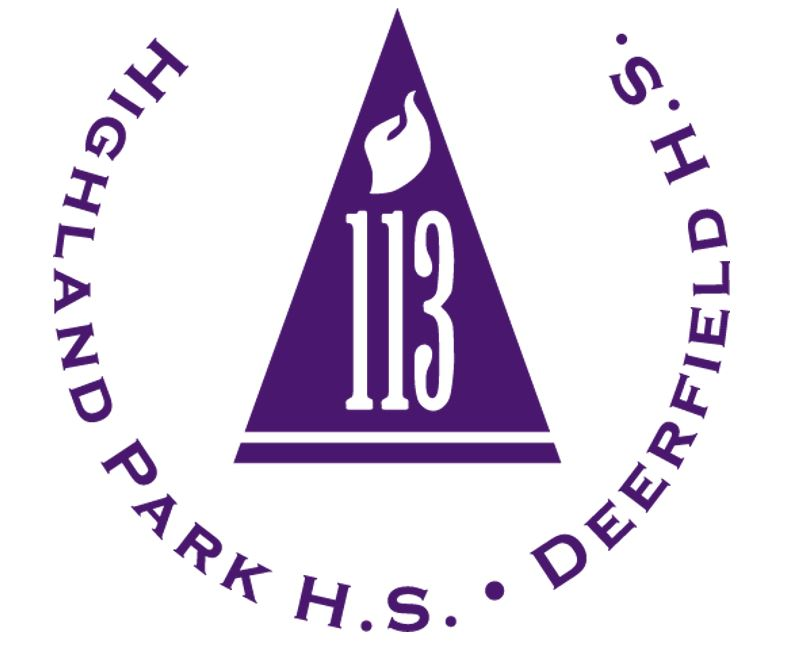 HIGHLAND PARK H.S. • DEERFIELD H.S.
113